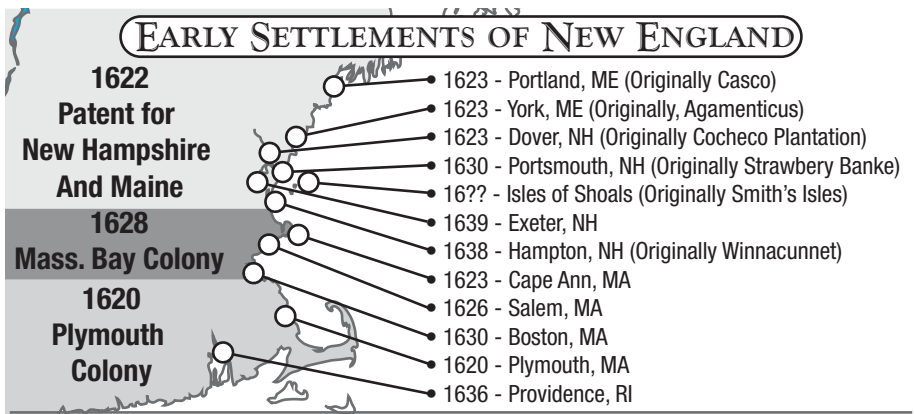 EARLY SETTLEMENTS OF NEW ENGLAND
1622
Patent for
New Hampshire
And Maine
1628
Mass. Bay Colony
1620
Plymouth
Colony
1623 - Portland, ME (Originally Casco)
1623 - York, ME (Originally, Agamenticus)
1623 - Dover, NH (Originally Cocheco Plantation)
1630 - Portsmouth, NH (Originally Strawbery Banke)
16?? - Isles of Shoals (Originally Smith's Isles)
1639 - Exeter, NH
1638 - Hampton, NH (Originally Winnacunnet)
1623 - Cape Ann, MA
1626 - Salem, MA
1630 - Boston, MA
1620 - Plymouth, MA
1636 - Providence, RI